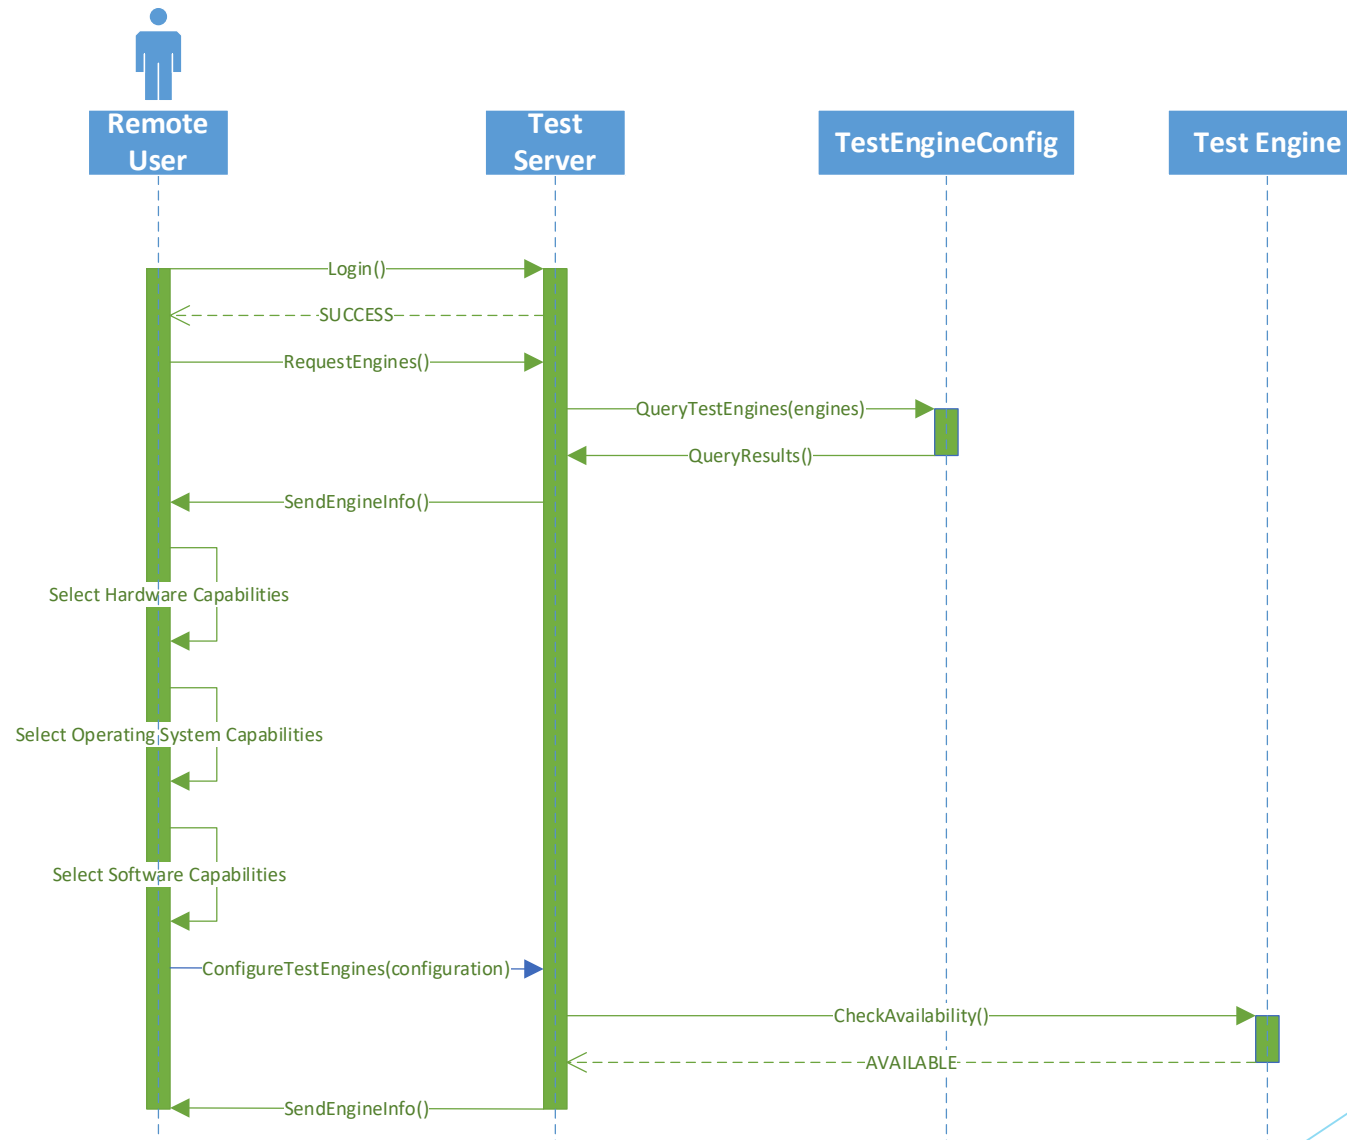 Remote
User
Test
Server
TestEngineConfig
Test Engine
Login()
SUCCESS
RequestEngines()
QueryTestEngines(engines)
QueryResults()
SendEngineInfo()
Select Hardware Capabilities
Select Operating System Capabilities
Select Software Capabilities
ConfigureTestEngines(configuration)
CheckAvailability()
AVAILABLE
SendEngineInfo()